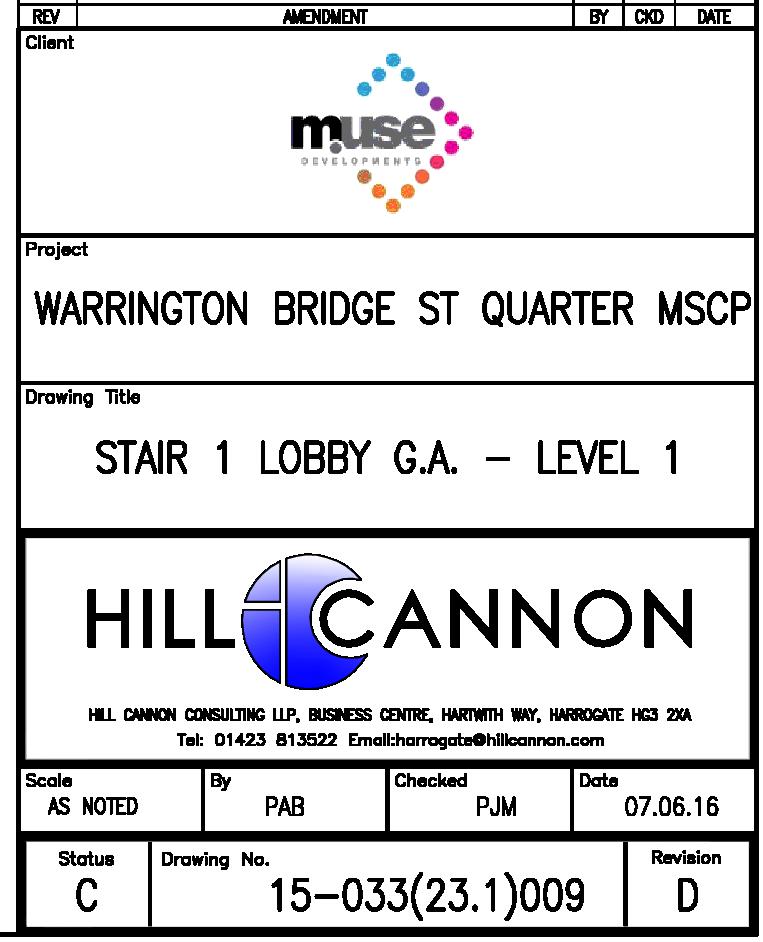 REV AMENDMENT BY CKD DATE
Client
muse
DEVELOPMENTS
Project
WARRINGTON BRIDGE ST QUARTER MSCP
Drawing Title
STAIR 1 LOBBY G.A. – LEVEL 1
HILL CANNON
HILL CANNON CONSULTING LLP, BUSINESS CENTRE, HARTWITH WAY, HARROGATE HG3 2XA
Tel: 01423 813522 Email:harrogate@hillcannon.com
Scale By Checked Date
AS NOTED PAB PJM 07.06.16
Status Drawing No. Revision
C 15–033(23.1)009 D